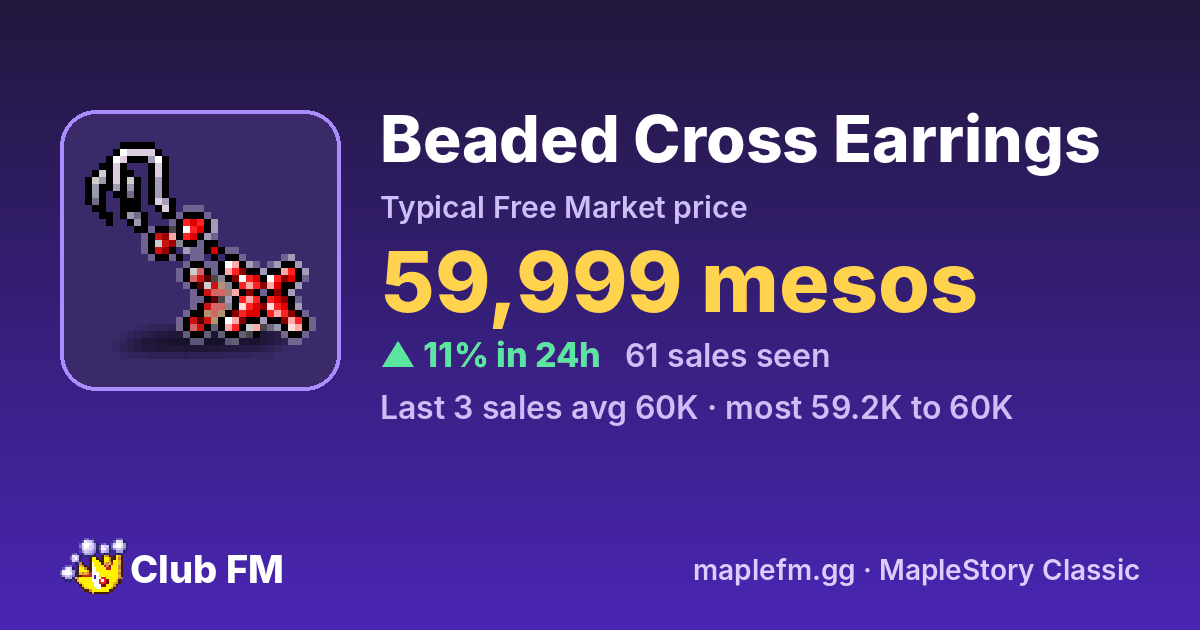 Beaded Cross Earrings
Typical Free Market price
59,999 mesos
▲ 11% in 24h 61 sales seen
Last 3 sales avg 60K · most 59.2K to 60K
Club FM
maplefm.gg · MapleStory Classic